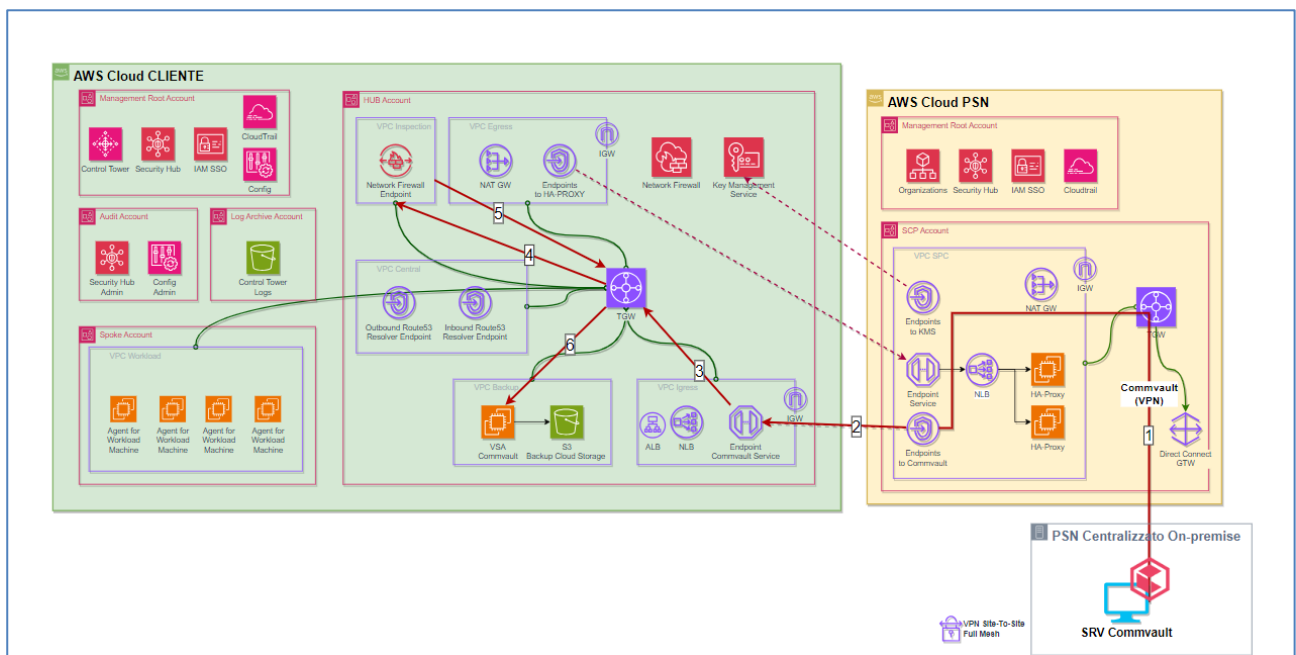 AWS Cloud CLIENTE
Management Root Account
CloudTrail
Control Tower
Security Hub
IAM SSO
Config
Audit Account
Security Hub
Admin
Config
Admin
Log Archive Account
Control Tower
Logs
Spoke Account
VPC Workload
Agent for
Workload
Machine
Agent for
Workload
Machine
Agent for
Workload
Machine
Agent for
Workload
Machine
HUB Account
VPC Inspection
Network Firewall
Endpoint
VPC Egress
IGW
NAT GW
Endpoints
to HA-PROXY
Network Firewall
Key Management
Service
5
4
VPC Central
Outbound Route53
Resolver Endpoint
Inbound Route53
Resolver Endpoint
TGW
6
3
VPC Backup
VSA
Commvault
S3
Backup Cloud Storage
VPC Igress
IGW
ALB
NLB
Endpoint
Commvault Service
2
AWS Cloud PSN
Management Root Account
Organizations
Security Hub
IAM SSO
Cloudtrail
SCP Account
VPC SPC
IGW
NAT GW
Endpoints
to KMS
TGW
Endpoint
Service
NLB
HA-Proxy
HA-Proxy
Endpoints
to Commvault
Commvault
(VPN)
1
Direct Connect
GTW
PSN Centralizzato On-premise
SRV Commvault
VPN Site-To-Site
Full Mesh